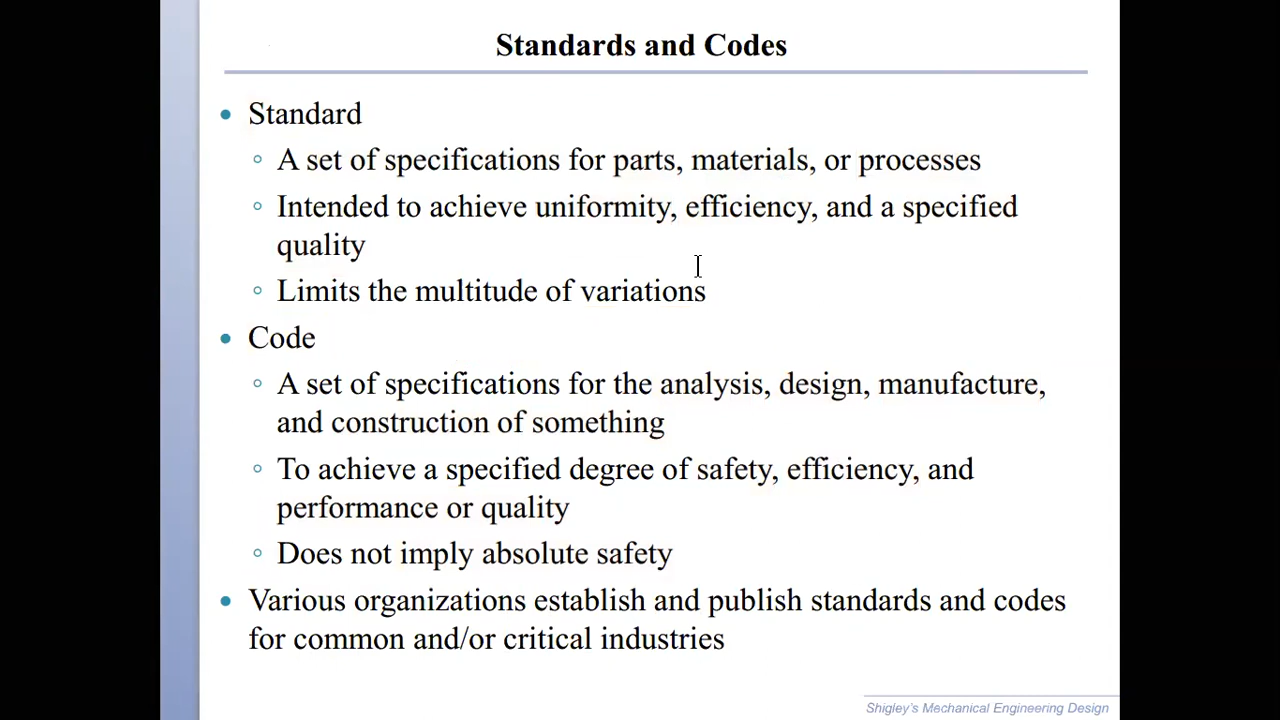 Standards and Codes
• Standard
◦ A set of specifications for parts, materials, or processes
◦ Intended to achieve uniformity, efficiency, and a specified
quality
◦ Limits the multitude of variations
• Code
◦ A set of specifications for the analysis, design, manufacture,
and construction of something
◦ To achieve a specified degree of safety, efficiency, and
performance or quality
◦ Does not imply absolute safety
• Various organizations establish and publish standards and codes
for common and/or critical industries
Shigley's Mechanical Engineering Design